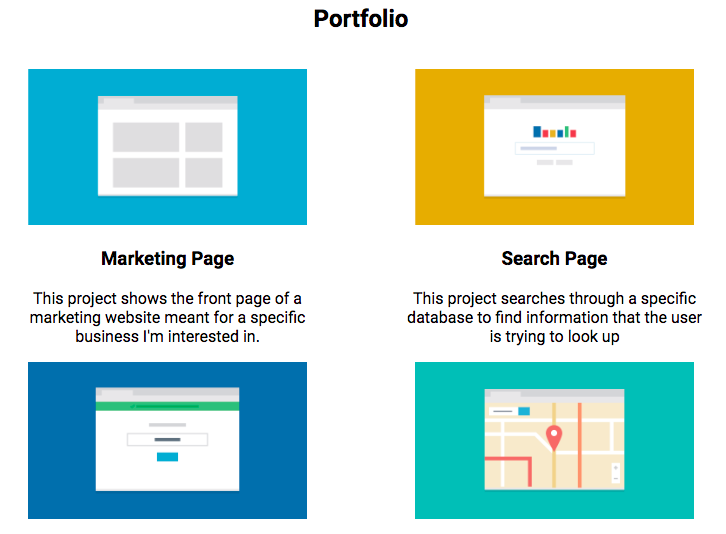 Portfolio
Marketing Page
This project shows the front page of a
marketing website meant for a specific
business I'm interested in.
Search Page
This project searches through a specific
database to find information that the user
is trying to look up